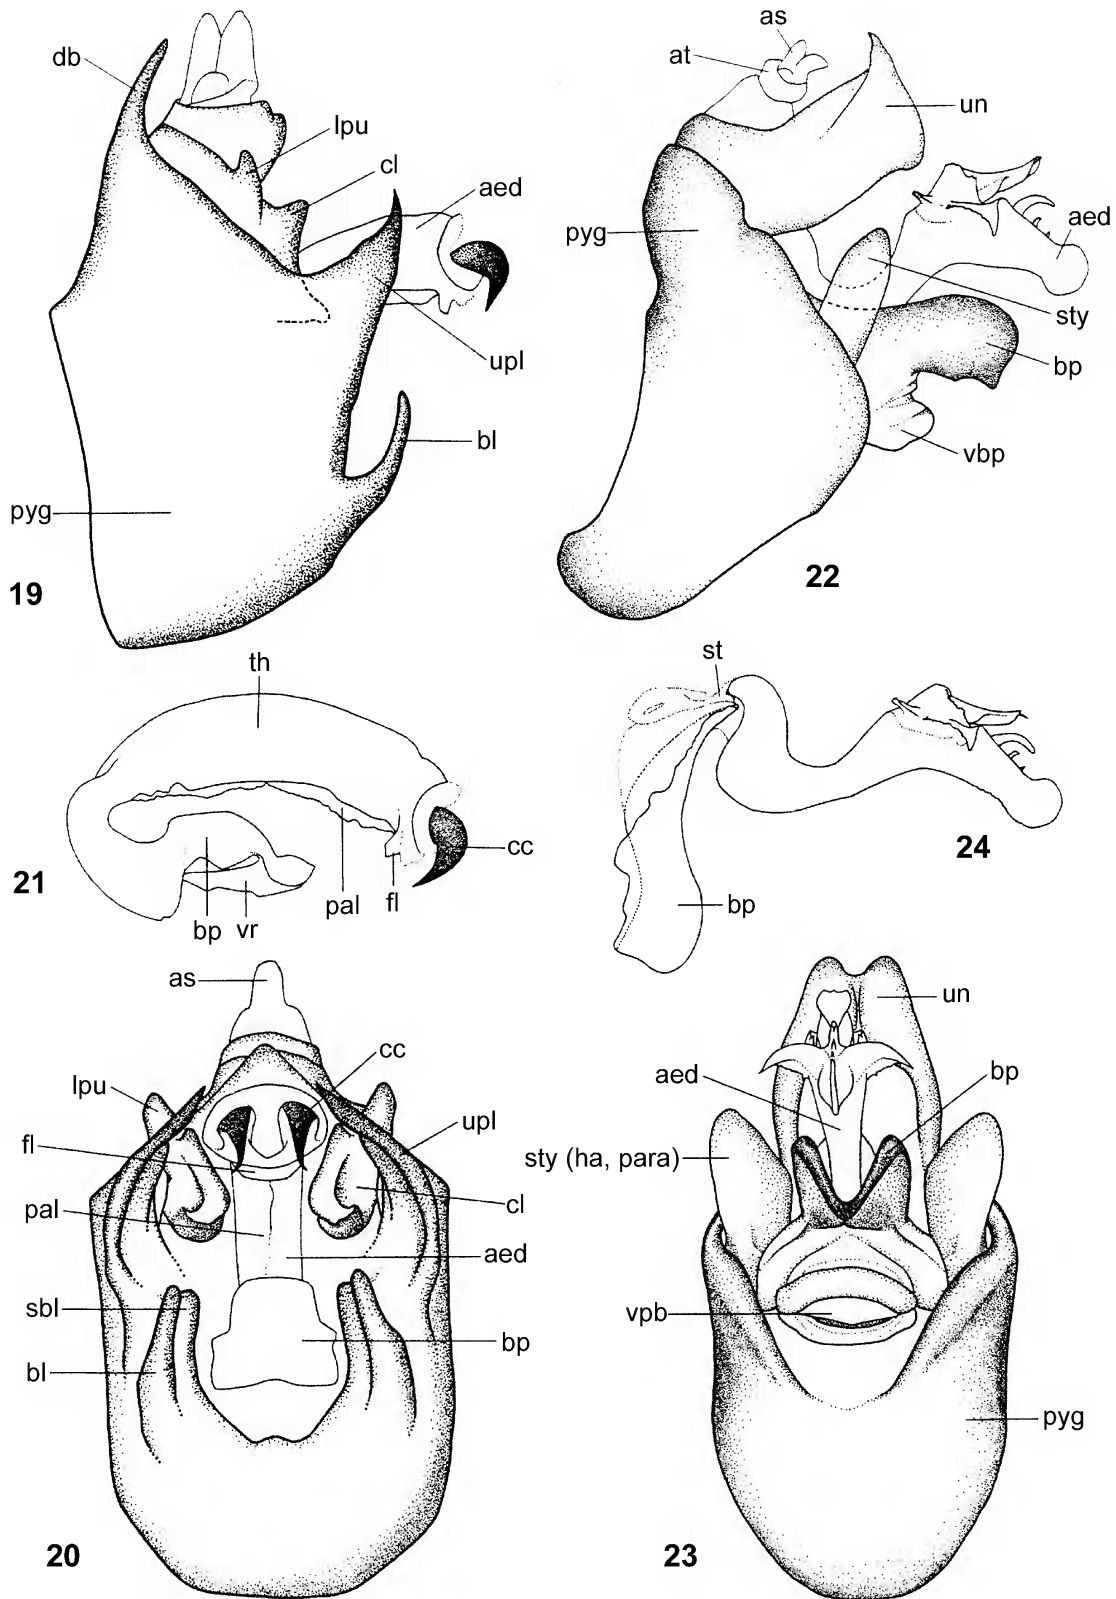 db
lpu
cl
aed
upl
bl
pyg
19
as
at
un
pyg
aed
sty
bp
vbp
22
th
cc
fl
pal
bp
vr
21
st
bp
24
as
cc
lpu
upl
fl
cl
pal
aed
sbl
bp
bl
20
un
bp
aed
sty (ha, para)
vpb
pyg
23